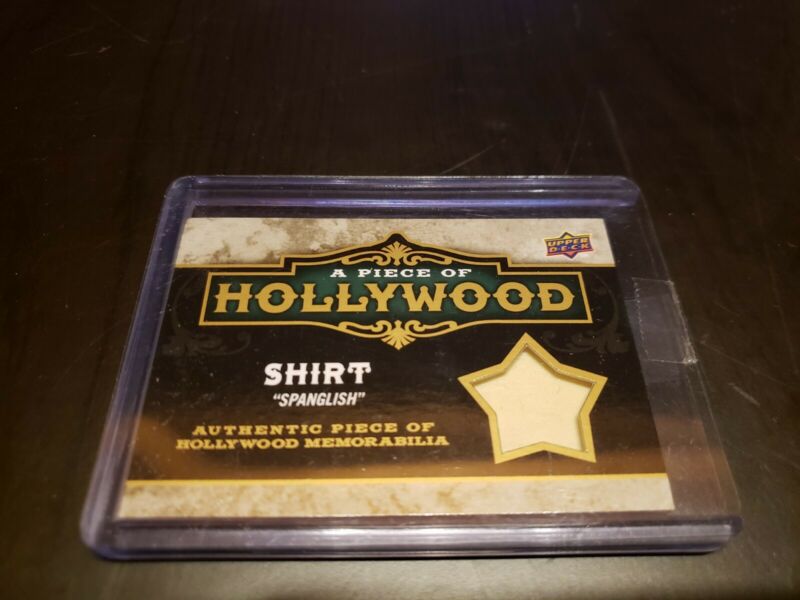 UPPER
DECK
A PIECE OF
HOLLYWOOD
SHIRT
"SPANGLISH"
AUTHENTIC PIECE OF
HOLLYWOOD MEMORABILIA